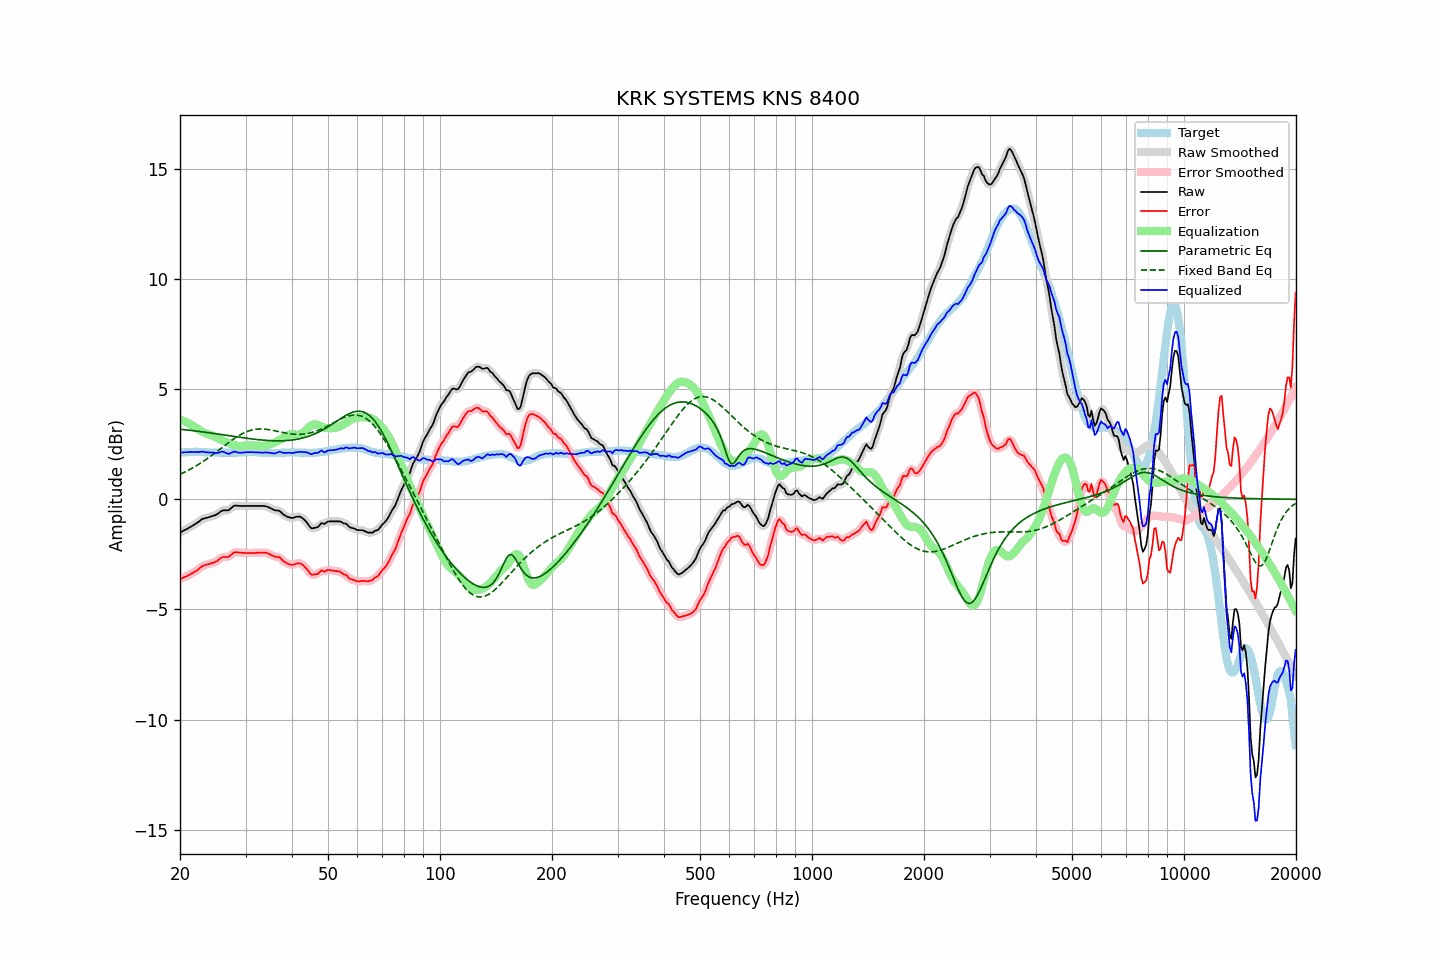 KRK SYSTEMS KNS 8400
Target
Raw Smoothed
Error Smoothed
Raw
Error
Equalization
Parametric Eq
Fixed Band Eq
Equalized
Amplitude (dBr)
15
10
5
0
−5
−10
−15
20 50 100 200 500 1000 2000 5000 10000 20000
Frequency (Hz)